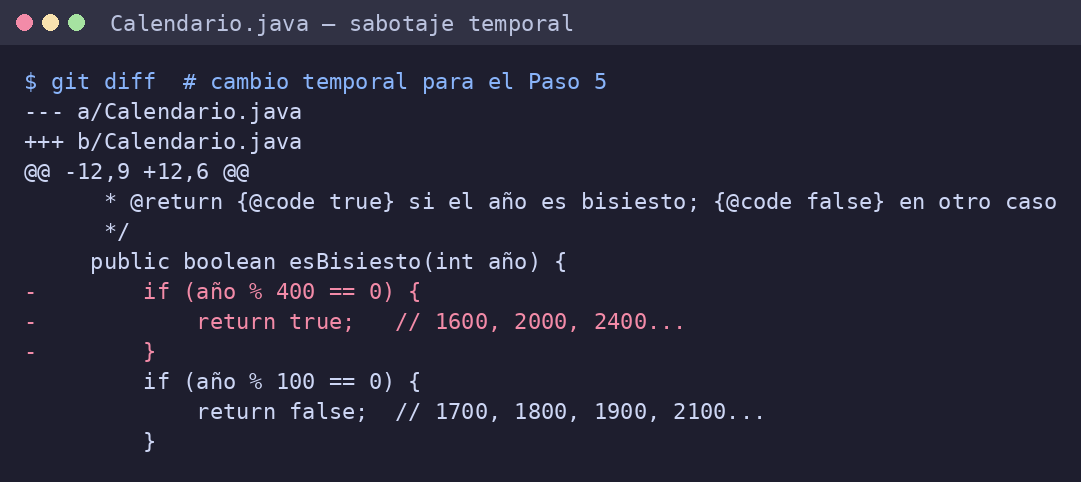 Calendario.java — sabotaje temporal
$ git diff  # cambio temporal para el Paso 5
--- a/Calendario.java
+++ b/Calendario.java
@@ -12,9 +12,6 @@
      * @return {@code true} si el año es bisiesto; {@code false} en otro caso
      */
     public boolean esBisiesto(int año) {
-        if (año % 400 == 0) {
-            return true;   // 1600, 2000, 2400...
-        }
         if (año % 100 == 0) {
             return false;  // 1700, 1800, 1900, 2100...
         }